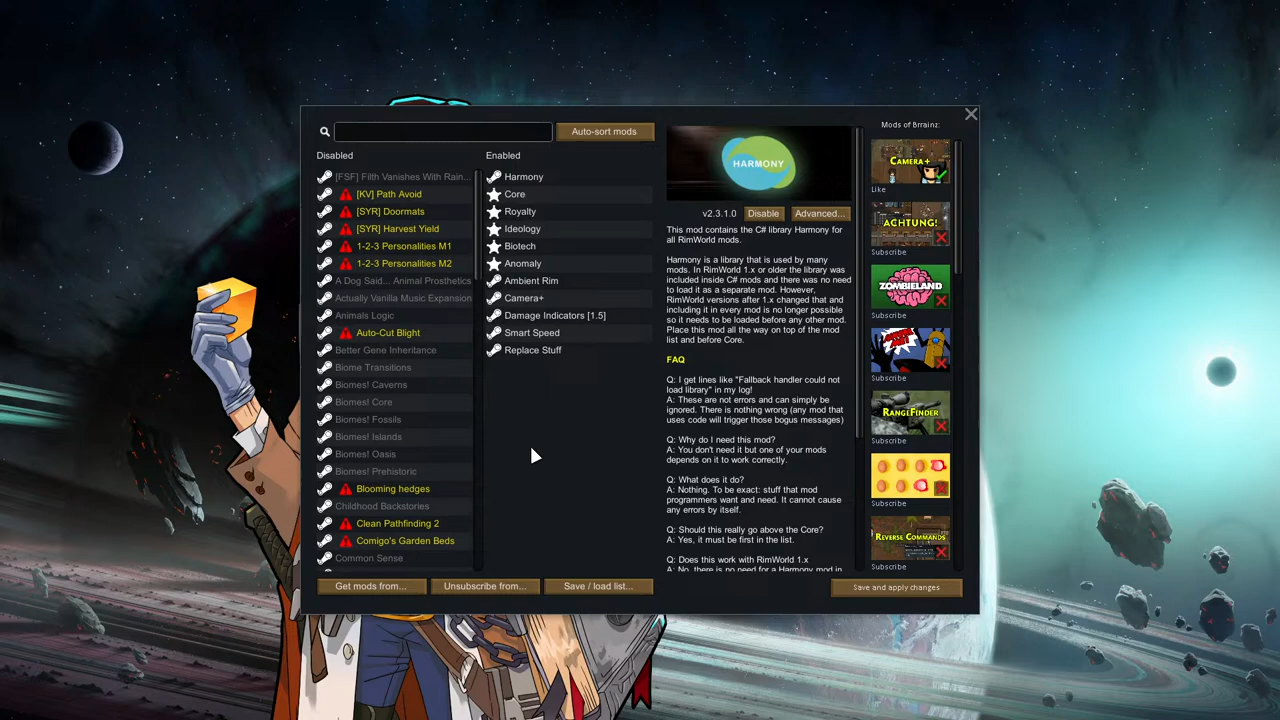 Auto-sort mods
Disabled
[FSF] Filth Vanishes With Rain...
[KV] Path Avoid
[SYR] Doormats
[SYR] Harvest Yield
1-2-3 Personalities M1
1-2-3 Personalities M2
A Dog Said... Animal Prosthetics
Actually Vanilla Music Expansion
Animals Logic
Auto-Cut Blight
Better Gene Inheritance
Biome Transitions
Biomes! Caverns
Biomes! Core
Biomes! Fossils
Biomes! Islands
Biomes! Oasis
Biomes! Prehistoric
Blooming hedges
Childhood Backstories
Clean Pathfinding 2
Comigo's Garden Beds
Common Sense
Enabled
Harmony
Core
Royalty
Ideology
Biotech
Anomaly
Ambient Rim
Camera+
Damage Indicators [1.5]
Smart Speed
Replace Stuff
HARMONY
v2.3.1.0
Disable
Advanced...
This mod contains the C# library Harmony for
all RimWorld mods.
Harmony is a library that is used by many
mods. In RimWorld 1.x or older the library was
included inside C# mods and there was no need
to load it as a separate mod. However,
RimWorld versions after 1.x changed that and
including it in every mod is no longer possible
so it needs to be loaded before any other mod.
Place this mod all the way on top of the mod
list and before Core.
FAQ
Q: I get lines like "Fallback handler could not
load library" in my log!
A: These are not errors and can simply be
ignored. There is nothing wrong (any mod that
uses code will trigger those bogus messages)
Q: Why do I need this mod?
A: You don't need it but one of your mods
depends on it to work correctly.
Q: What does it do?
A: Nothing. To be exact: stuff that mod
programmers want and need. It cannot cause
any errors by itself.
Q: Should this really go above the Core?
A: Yes, it must be first in the list.
Q: Does this work with RimWorld 1.x
A: No, there is no need for a Harmony mod in
Mods of Brrainz:
CAMERA+
Like
ACHTUNG!
Subscribe
ZOMBIELAND
Subscribe
Subscribe
RANGEFINDER
Subscribe
Subscribe
REVERSE COMMANDS
Subscribe
Get mods from...
Unsubscribe from...
Save / load list...
Save and apply changes